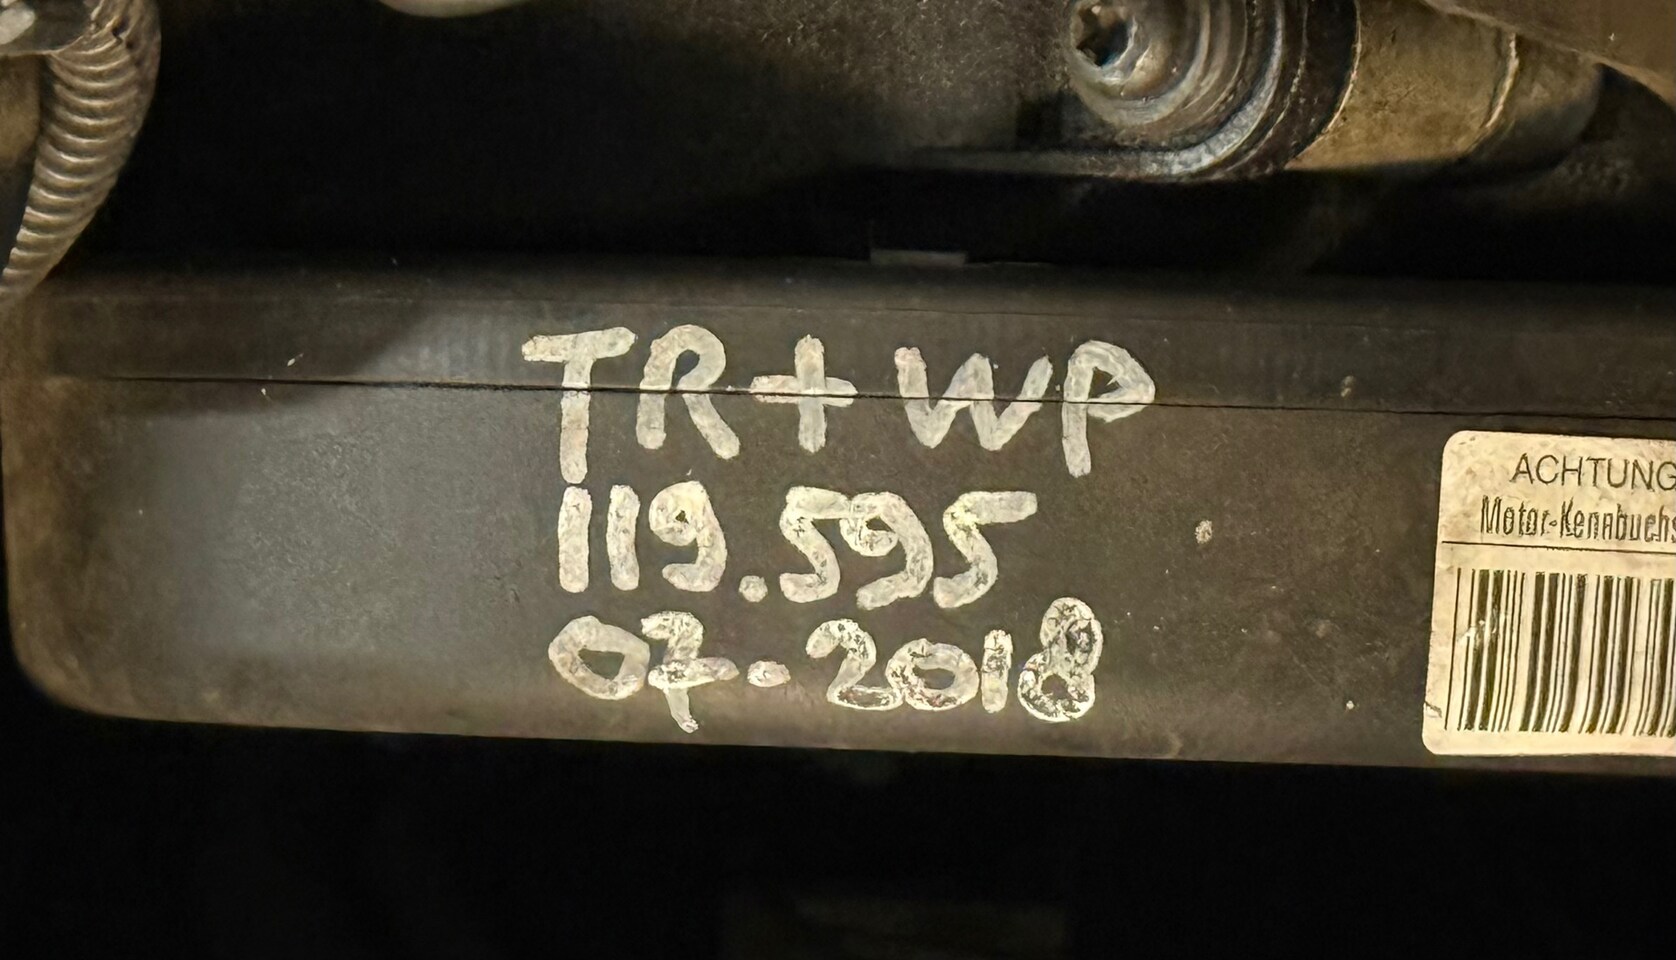 TR+WP
119.595
07-2018
ACHTUNG
Motor-Kennbuchs